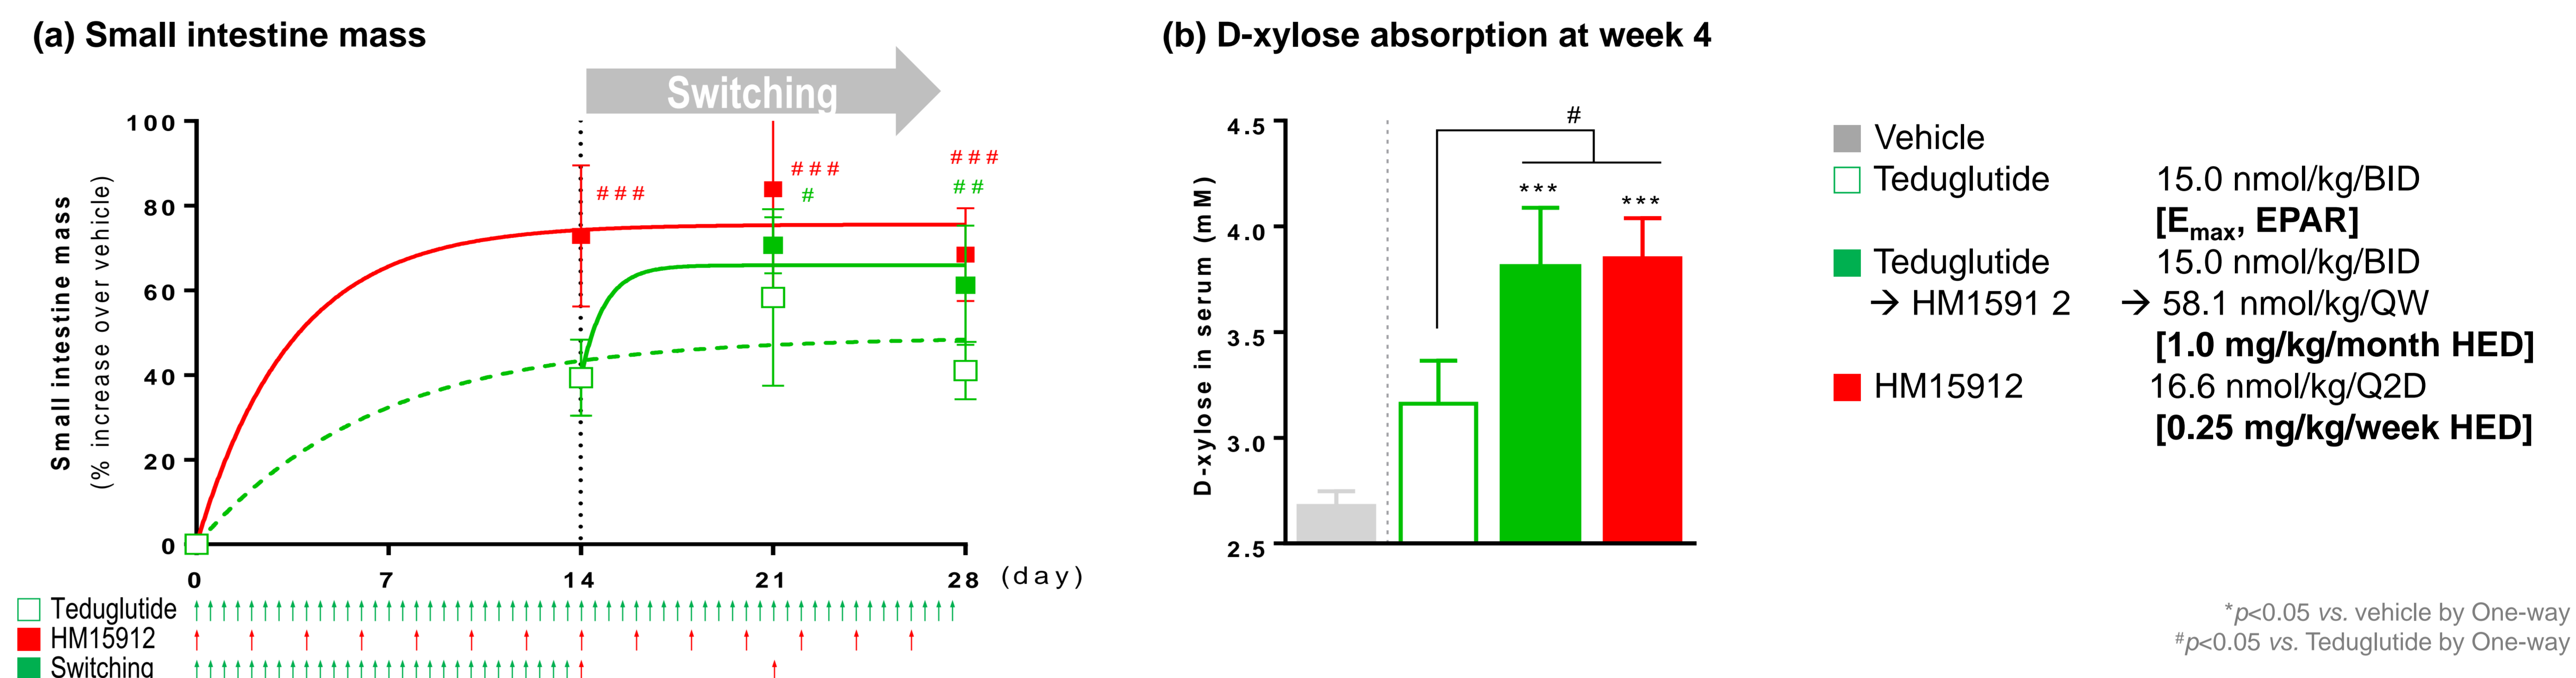 (a) Small intestine mass
Switching
Small intestine mass
(% increase over vehicle)
100
80
60
40
20
0
###
###
#
###
##
0 7 14 21 28 (day)
Teduglutide
HM15912
Switching
(b) D-xylose absorption at week 4
D-xylose in serum (mM)
4.5
4.0
3.5
3.0
2.5
#
***
***
Vehicle
Teduglutide 15.0 nmol/kg/BID
[Emax, EPAR]
Teduglutide 15.0 nmol/kg/BID
→ HM1591 2 → 58.1 nmol/kg/QW
[1.0 mg/kg/month HED]
HM15912 16.6 nmol/kg/Q2D
[0.25 mg/kg/week HED]
*p<0.05 vs. vehicle by One-way
#p<0.05 vs. Teduglutide by One-way